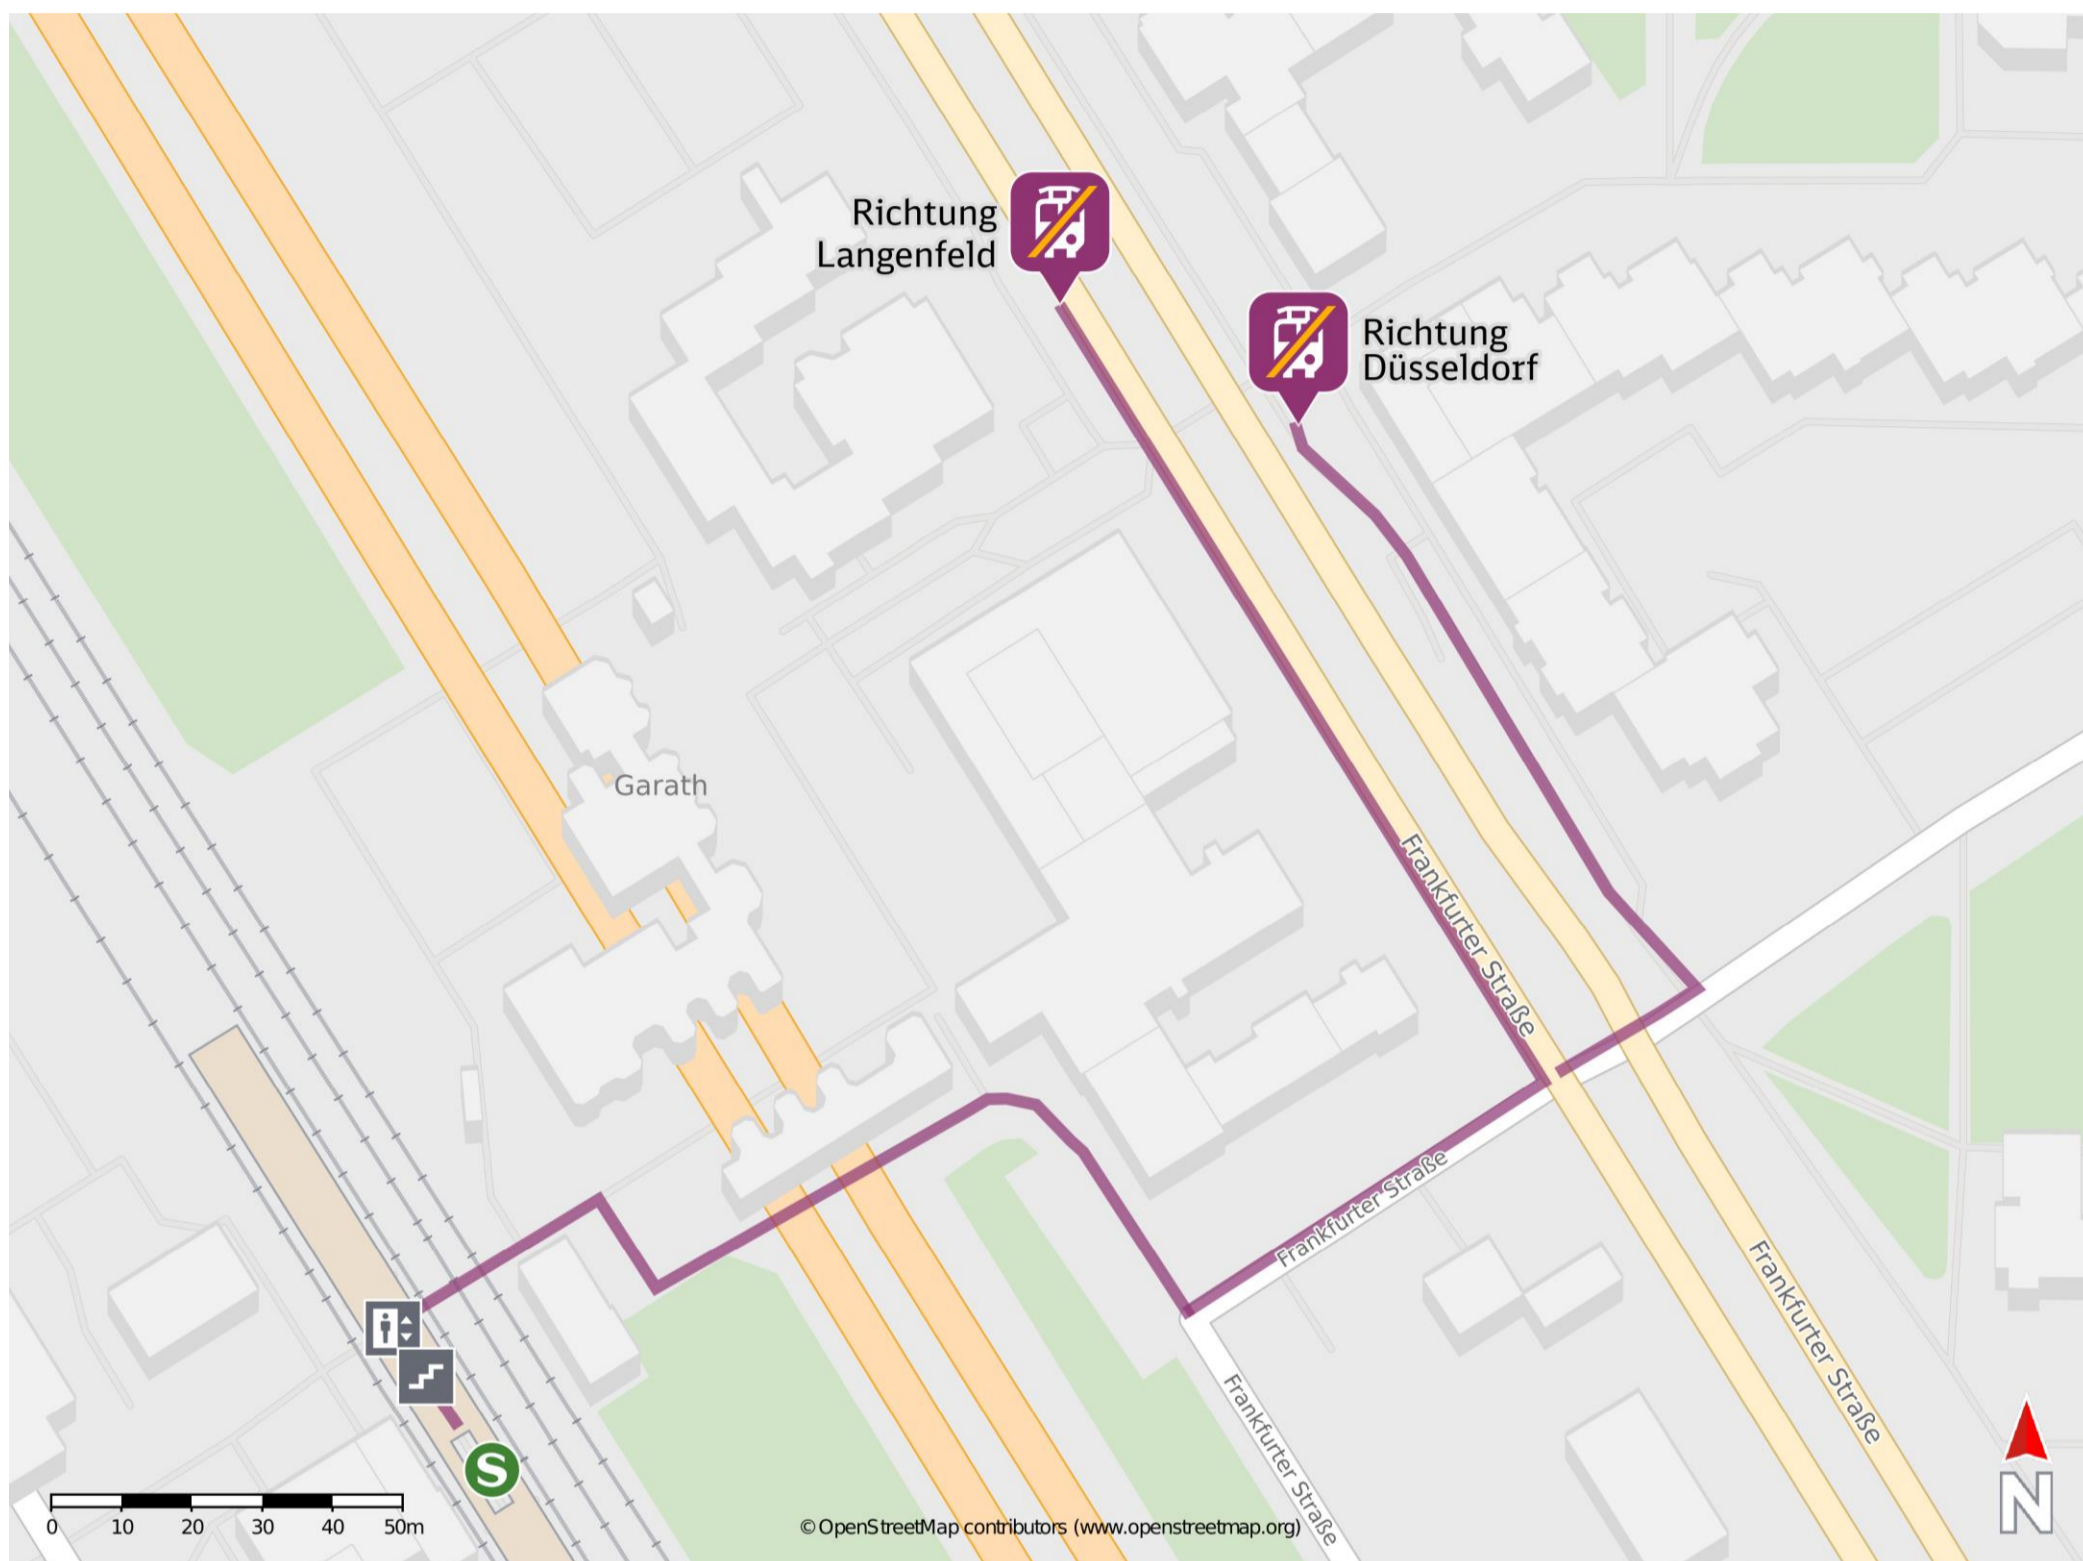 Richtung
Langenfeld
Richtung
Düsseldorf
Garath
Frankfurter Straße
Frankfurter Straße
Frankfurter Straße
Frankfurter Straße
S
0 10 20 30 40 50m
© OpenStreetMap contributors (www.openstreetmap.org)
N